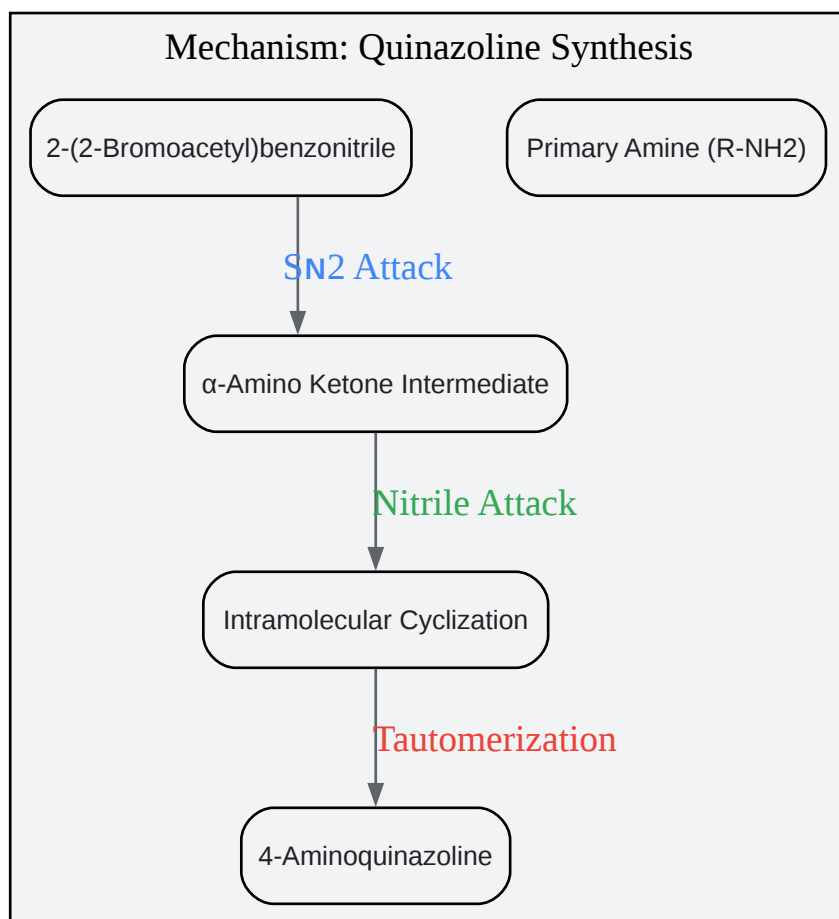 Mechanism: Quinazoline Synthesis
2-(2-Bromoacetyl)benzonitrile
Primary Amine (R-NH2)
Sɴ2 Attack
α-Amino Ketone Intermediate
Nitrile Attack
Intramolecular Cyclization
Tautomerization
4-Aminoquinazoline